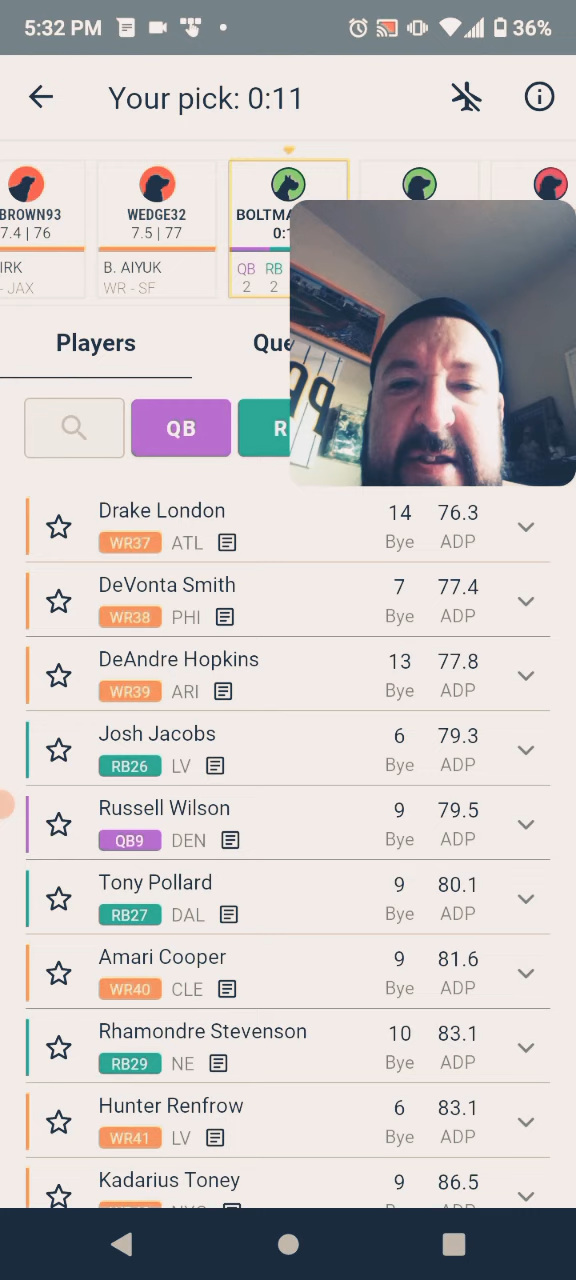 5:32 PM
36%
Your pick: 0:11
BROWN93
7.4 | 76
IRK
- JAX
WEDGE32
7.5 | 77
B. AIYUK
WR - SF
BOLTMA
0:1
QB RB
2 2
Players
Que
QB
R
Drake London 14 76.3
WR37 ATL Bye ADP
DeVonta Smith 7 77.4
WR38 PHI Bye ADP
DeAndre Hopkins 13 77.8
WR39 ARI Bye ADP
Josh Jacobs 6 79.3
RB26 LV Bye ADP
Russell Wilson 9 79.5
QB9 DEN Bye ADP
Tony Pollard 9 80.1
RB27 DAL Bye ADP
Amari Cooper 9 81.6
WR40 CLE Bye ADP
Rhamondre Stevenson 10 83.1
RB29 NE Bye ADP
Hunter Renfrow 6 83.1
WR41 LV Bye ADP
Kadarius Toney 9 86.5